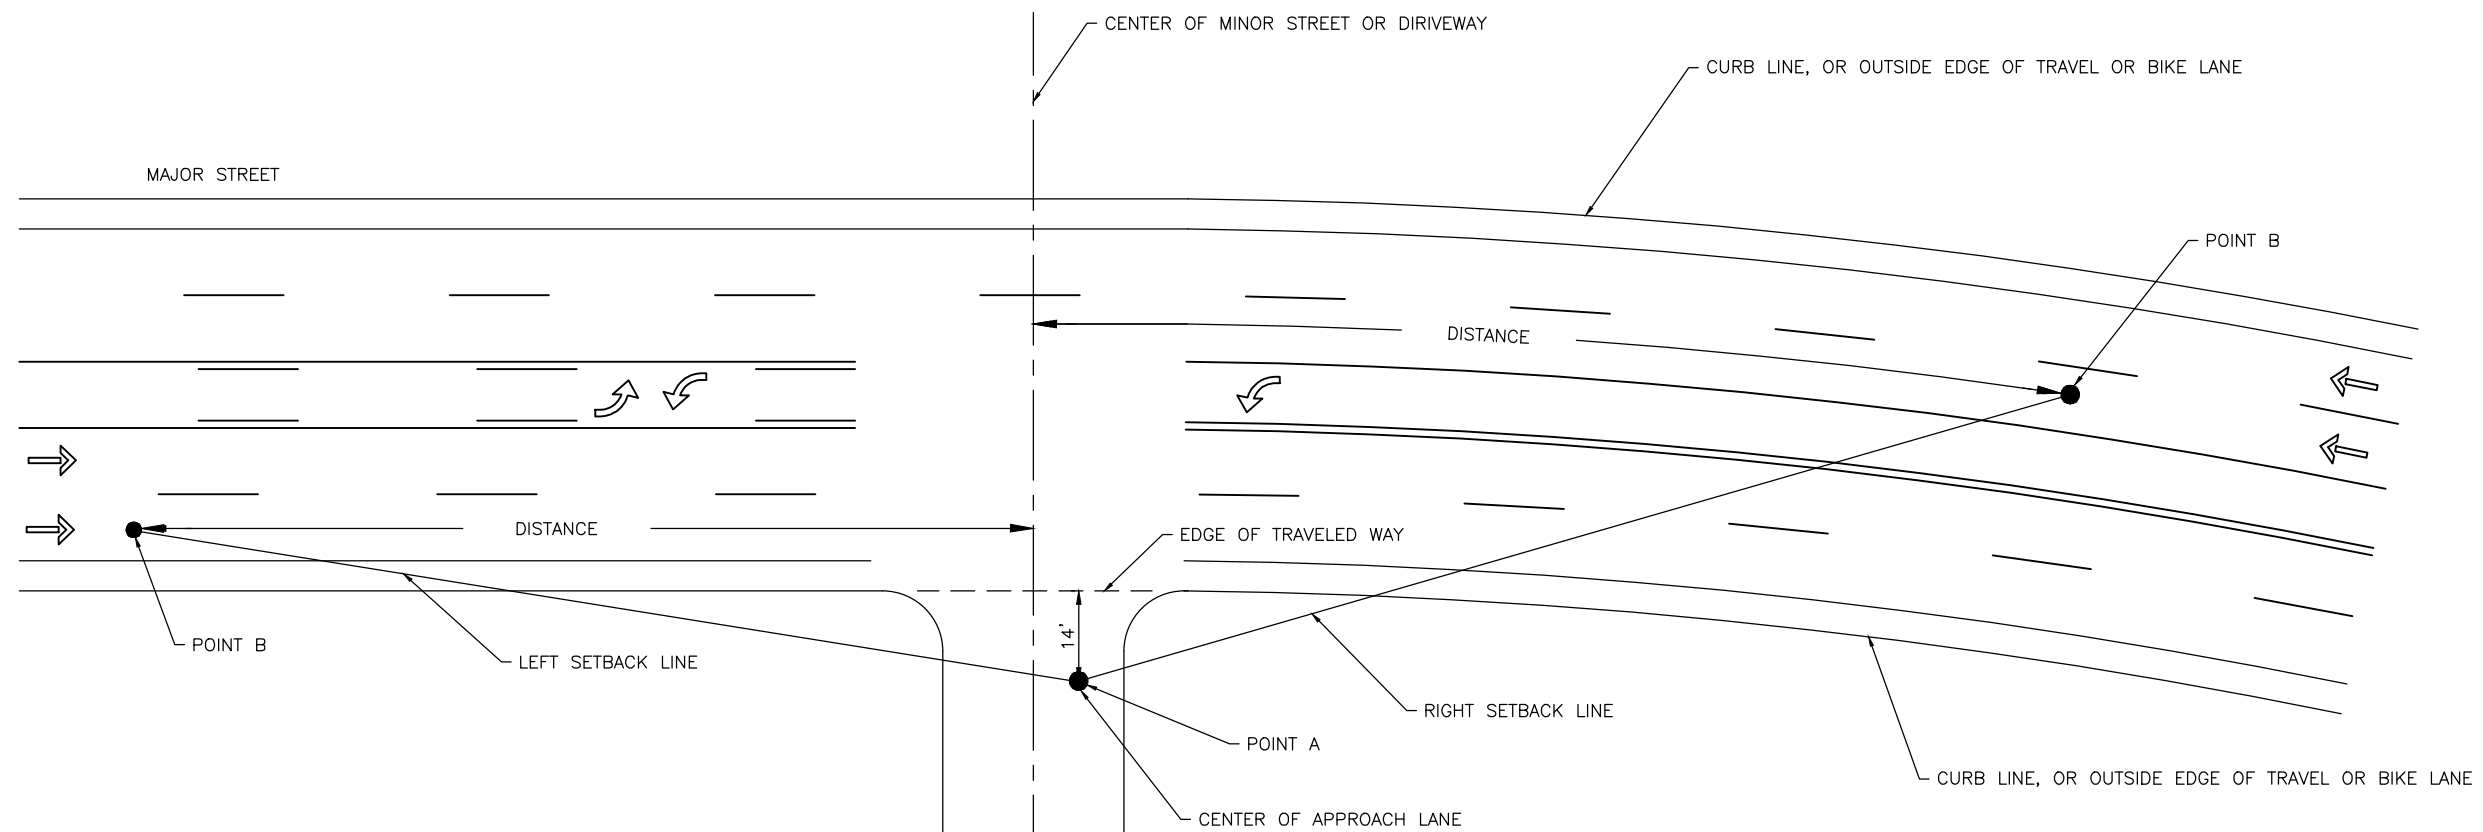 CENTER OF MINOR STREET OR DIRIVEWAY
CURB LINE, OR OUTSIDE EDGE OF TRAVEL OR BIKE LANE
MAJOR STREET
POINT B
DISTANCE
DISTANCE
EDGE OF TRAVELED WAY
14'
POINT B
LEFT SETBACK LINE
RIGHT SETBACK LINE
POINT A
CURB LINE, OR OUTSIDE EDGE OF TRAVEL OR BIKE LANE
CENTER OF APPROACH LANE